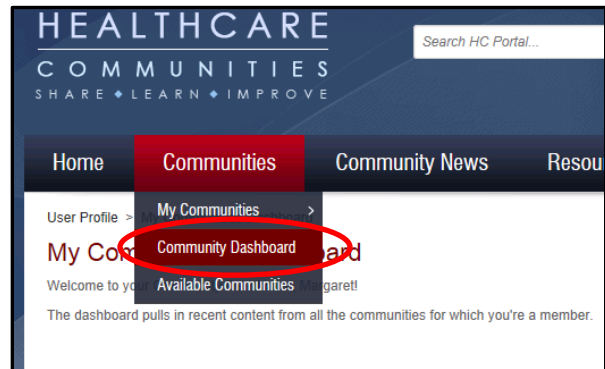 HEALTHCARE
COMMUNITIES
SHARE ◆ LEARN ◆ IMPROVE
Search HC Portal...
Home Communities Community News Resou
User Profile >
My Communities >
My Com ard
Community Dashboard
Welcome to yo garet!
Available Communities
The dashboard pulls in recent content from all the communities for which you're a member.